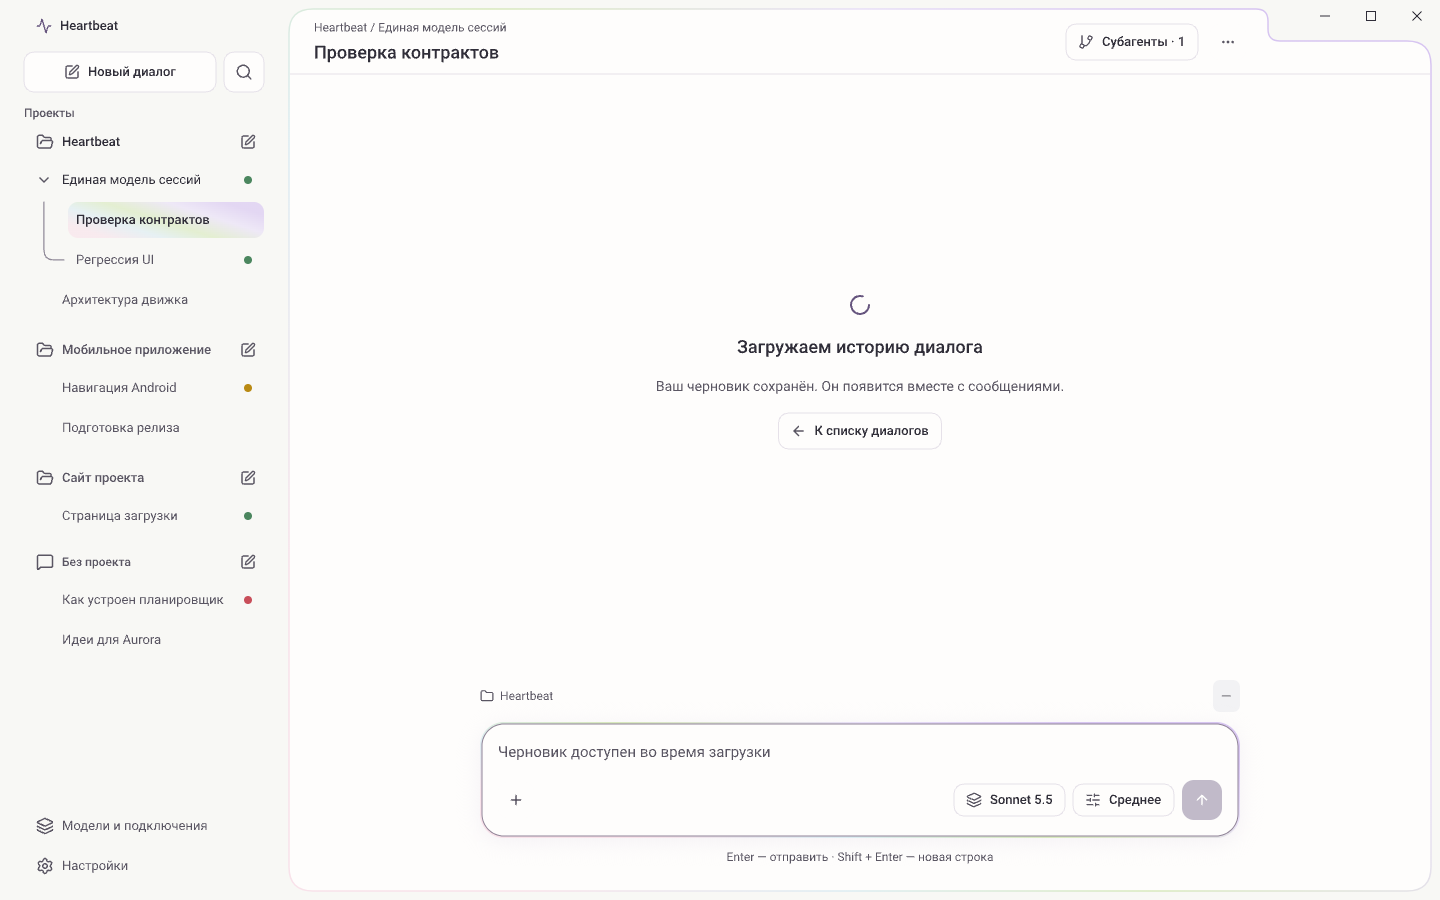 Heartbeat
Новый диалог
Проекты
Heartbeat
Единая модель сессий
Проверка контрактов
Регрессия UI
Архитектура движка
Мобильное приложение
Навигация Android
Подготовка релиза
Сайт проекта
Страница загрузки
Без проекта
Как устроен планировщик
Идеи для Aurora
Модели и подключения
Настройки
Heartbeat / Единая модель сессий
Проверка контрактов
Субагенты · 1
Загружаем историю диалога
Ваш черновик сохранён. Он появится вместе с сообщениями.
К списку диалогов
Heartbeat
Черновик доступен во время загрузки
Sonnet 5.5
Среднее
Enter — отправить · Shift + Enter — новая строка